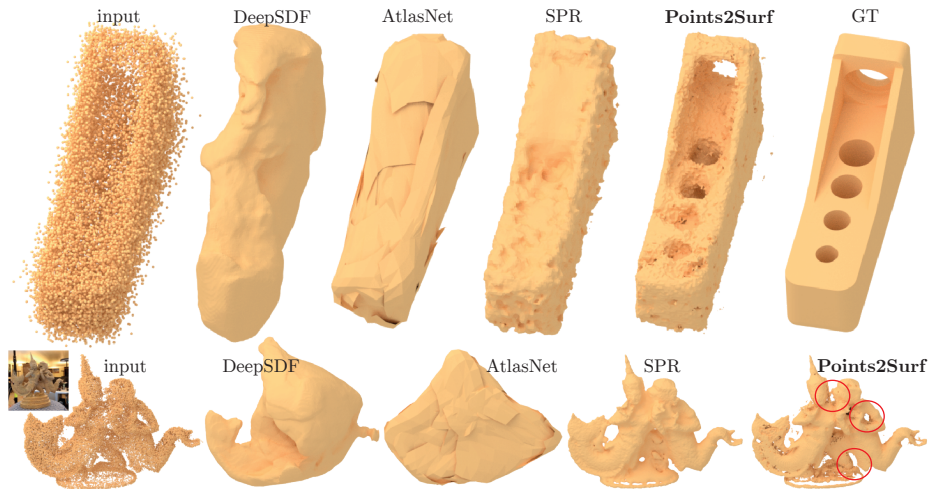 input DeepSDF AtlasNet SPR Points2Surf GT
input DeepSDF AtlasNet SPR Points2Surf